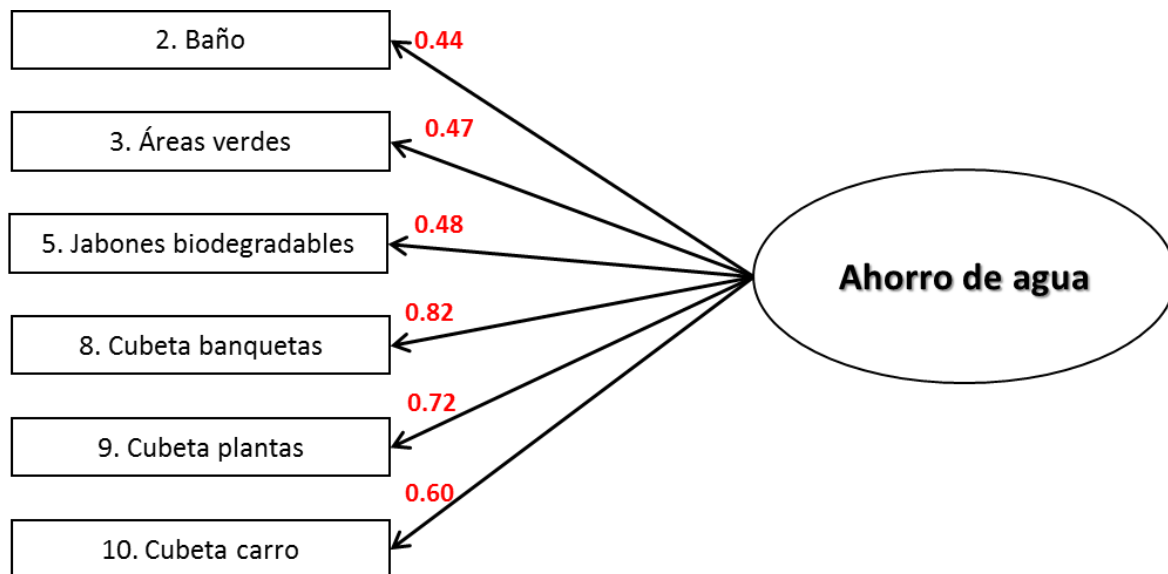 2. Baño
0.44
3. Áreas verdes
0.47
5. Jabones biodegradables
0.48
8. Cubeta banquetas
0.82
9. Cubeta plantas
0.72
10. Cubeta carro
0.60
Ahorro de agua